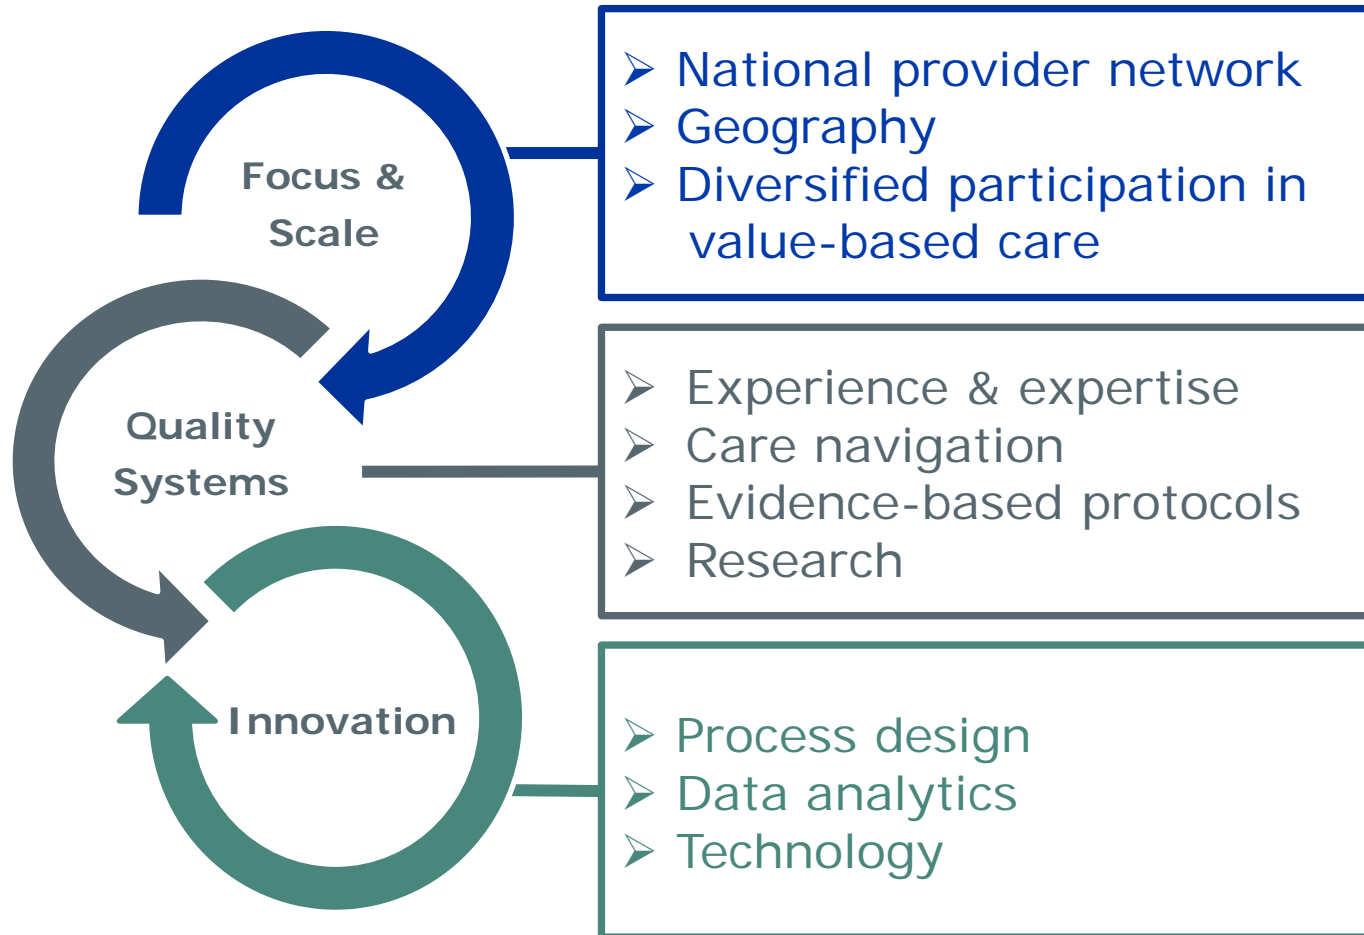 Focus &
Scale
➢ National provider network
➢ Geography
➢ Diversified participation in
value-based care
Quality
Systems
➢ Experience & expertise
➢ Care navigation
➢ Evidence-based protocols
➢ Research
Innovation
➢ Process design
➢ Data analytics
➢ Technology